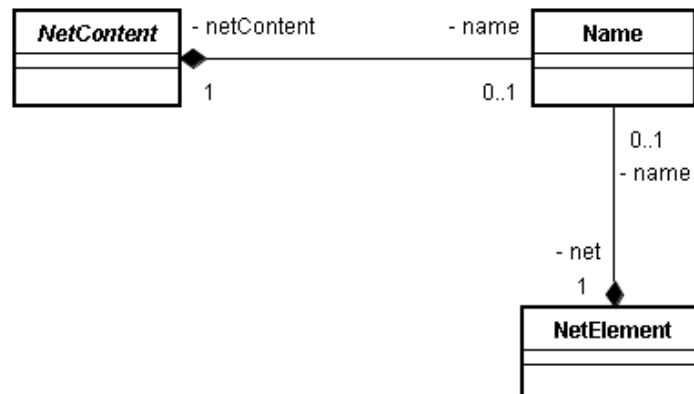 NetContent
- netContent
- name
Name
1
0..1
0..1
- name
- net
1
NetElement